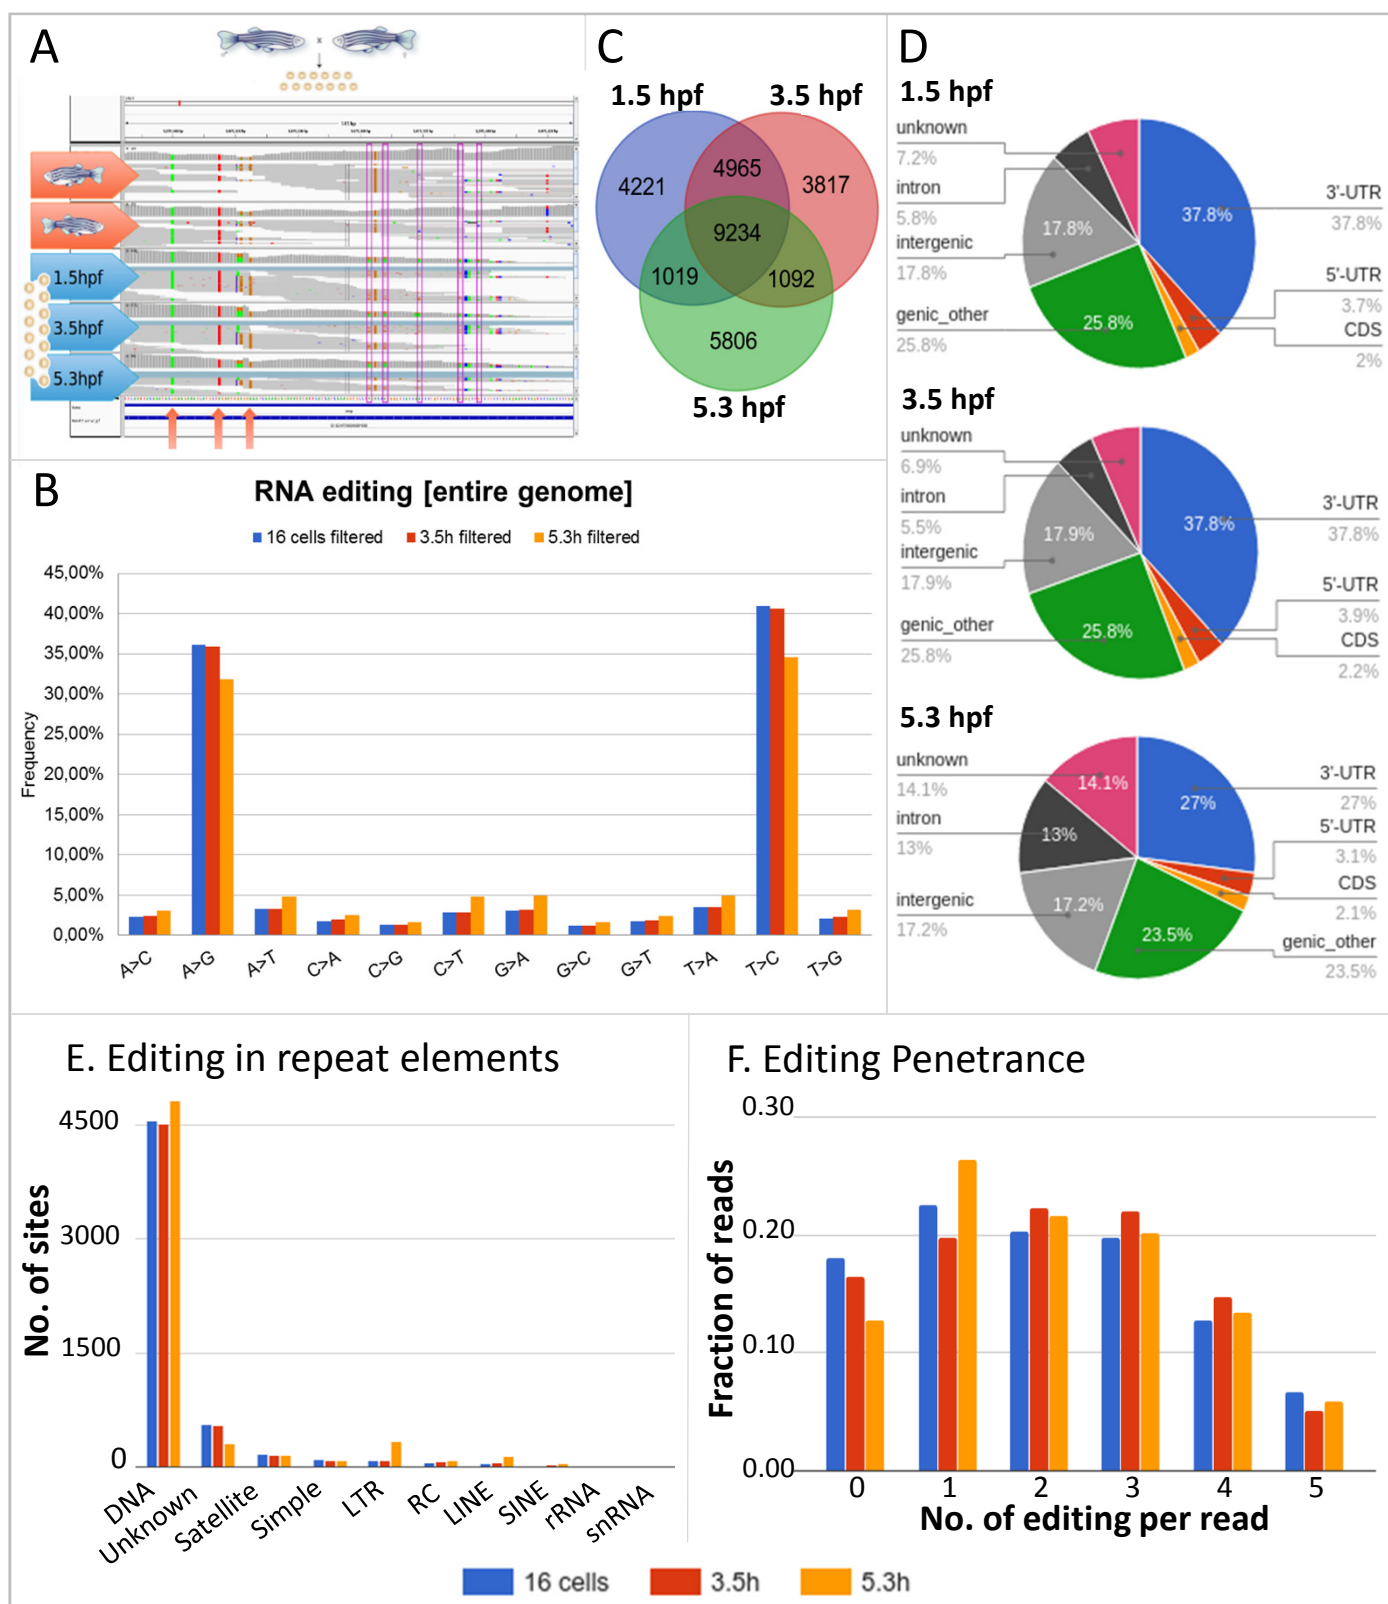 A
1.5hpf
3.5hpf
5.3hpf
C
1.5 hpf
3.5 hpf
4221
4965
3817
9234
1019
1092
5806
5.3 hpf
B
RNA editing [entire genome]
16 cells filtered
3.5h filtered
5.3h filtered
Frequency
45,00%
40,00%
35,00%
30,00%
25,00%
20,00%
15,00%
10,00%
5,00%
0,00%
A>C
A>G
A>T
C>A
C>G
C>T
G>A
G>C
G>T
T>A
T>C
T>G
D
1.5 hpf
unknown
7.2%
intron
5.8%
intergenic
17.8%
genic_other
25.8%
17.8%
37.8%
25.8%
3'-UTR
37.8%
5'-UTR
3.7%
CDS
2%
3.5 hpf
unknown
6.9%
intron
5.5%
intergenic
17.9%
genic_other
25.8%
17.9%
37.8%
25.8%
3'-UTR
37.8%
5'-UTR
3.9%
CDS
2.2%
5.3 hpf
unknown
14.1%
intron
13%
intergenic
17.2%
14.1%
13%
17.2%
27%
23.5%
3'-UTR
27%
5'-UTR
3.1%
CDS
2.1%
genic_other
23.5%
E. Editing in repeat elements
No. of sites
4500
3000
1500
0
DNA
Unknown
Satellite
Simple
LTR
RC
LINE
SINE
rRNA
snRNA
F. Editing Penetrance
Fraction of reads
0.30
0.20
0.10
0.00
0
1
2
3
4
5
No. of editing per read
16 cells
3.5h
5.3h